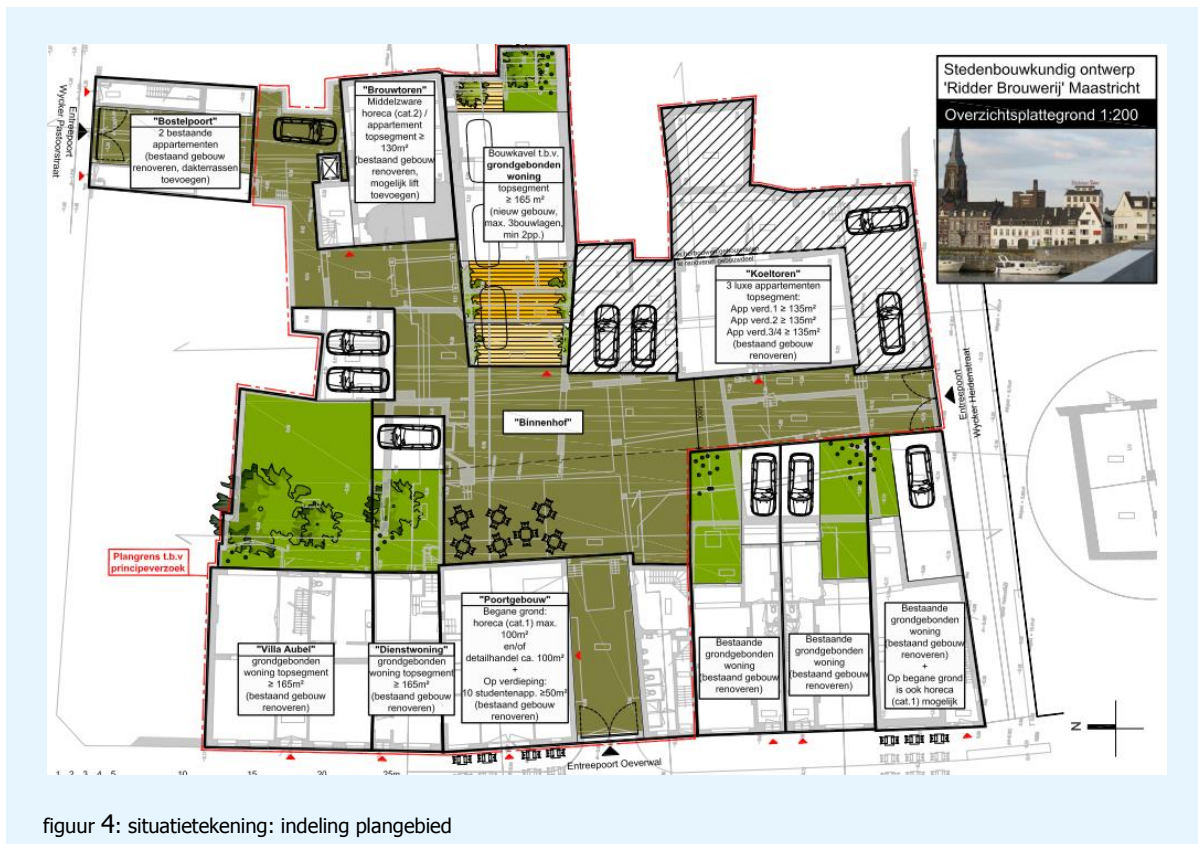 Stedenbouwkundig ontwerp
'Ridder Brouwerij' Maastricht
Overzichtsplattegrond 1:200
Entreepoort
Wycker Pastoorstraat
"Bostelpoort"
2 bestaande
appartementen
(bestaand gebouw
renoveren, dakterrassen
toevoegen)
"Brouwtoren"
Middelzware
horeca (cat.2) /
appartement
topsegment ≥
130m²
(bestaand gebouw
renoveren,
mogelijk lift
toevoegen)
Bouwkavel t.b.v.
grondgebonden
woning
topsegment
≥ 165 m²
(nieuw gebouw,
max. 3bouwlagen,
min 2pp.)
"Koeltoren"
3 luxe appartementen
topsegment:
App verd.1 ≥ 135m²
App verd.2 ≥ 135m²
App verd.3/4 ≥ 135m²
(bestaand gebouw
renoveren)
Entreepoort
Wycker Heidenstraat
"Binnenhof"
Plangrens t.b.v
principeverzoek
"Villa Aubel"
grondgebonden
woning topsegment
≥ 165m²
(bestaand gebouw
renoveren)
"Dienstwoning"
grondgebonden
woning topsegment
≥ 165m²
(bestaand gebouw
renoveren)
"Poortgebouw"
Begane grond:
horeca (cat.1) max.
100m²
en/of
detailhandel ca. 100m²
+
Op verdieping:
10 studentenapp. ≥50m²
(bestaand gebouw
renoveren)
Bestaande
grondgebonden
woning
(bestaand gebouw
renoveren)
Bestaande
grondgebonden
woning
(bestaand gebouw
renoveren)
Bestaande
grondgebonden
woning
(bestaand gebouw
renoveren)
+
Op begane grond
is ook horeca
(cat.1) mogelijk
N
Entreepoort Oeverwal
1 2 3 4 5 10 15 20 25m
figuur 4: situatietekening: indeling plangebied